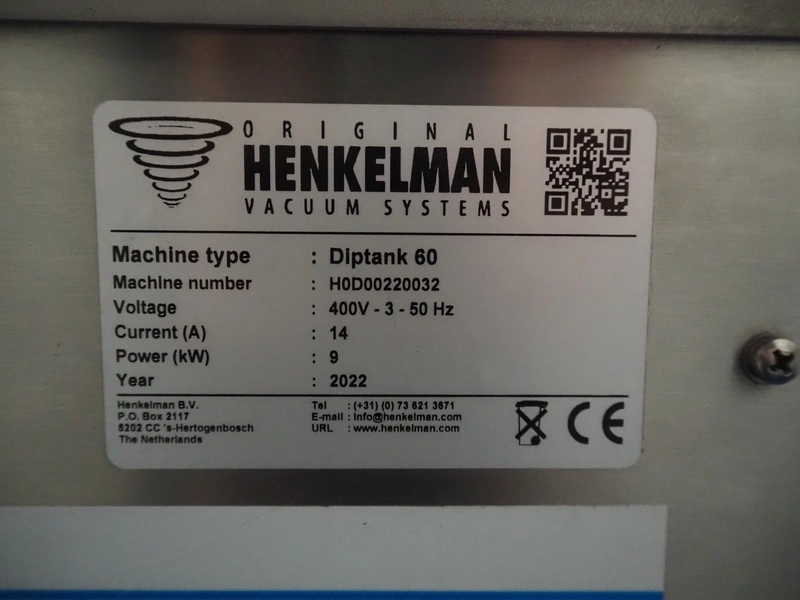 ORIGINAL
HENKELMAN
VACUUM SYSTEMS
Machine type : Diptank 60
Machine number : H0D00220032
Voltage : 400V - 3 - 50 Hz
Current (A) : 14
Power (kW) : 9
Year : 2022
Henkelman B.V. Tel : (+31) (0) 73 621 3671
P.O. Box 2117 E-mail : info@henkelman.com
5202 CC 's-Hertogenbosch URL : www.henkelman.com
The Netherlands
CE